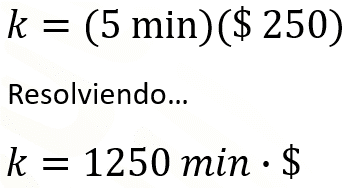 k = (5 min)($ 250)
Resolviendo...
k = 1250 min · $